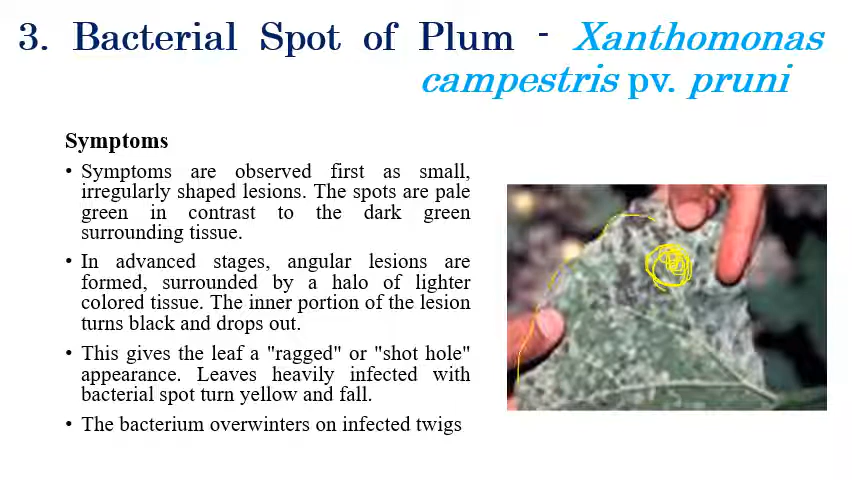 3. Bacterial Spot of Plum - Xanthomonas
campestris pv. pruni
Symptoms
• Symptoms are observed first as small,
irregularly shaped lesions. The spots are pale
green in contrast to the dark green
surrounding tissue.
• In advanced stages, angular lesions are
formed, surrounded by a halo of lighter
colored tissue. The inner portion of the lesion
turns black and drops out.
• This gives the leaf a "ragged" or "shot hole"
appearance. Leaves heavily infected with
bacterial spot turn yellow and fall.
• The bacterium overwinters on infected twigs